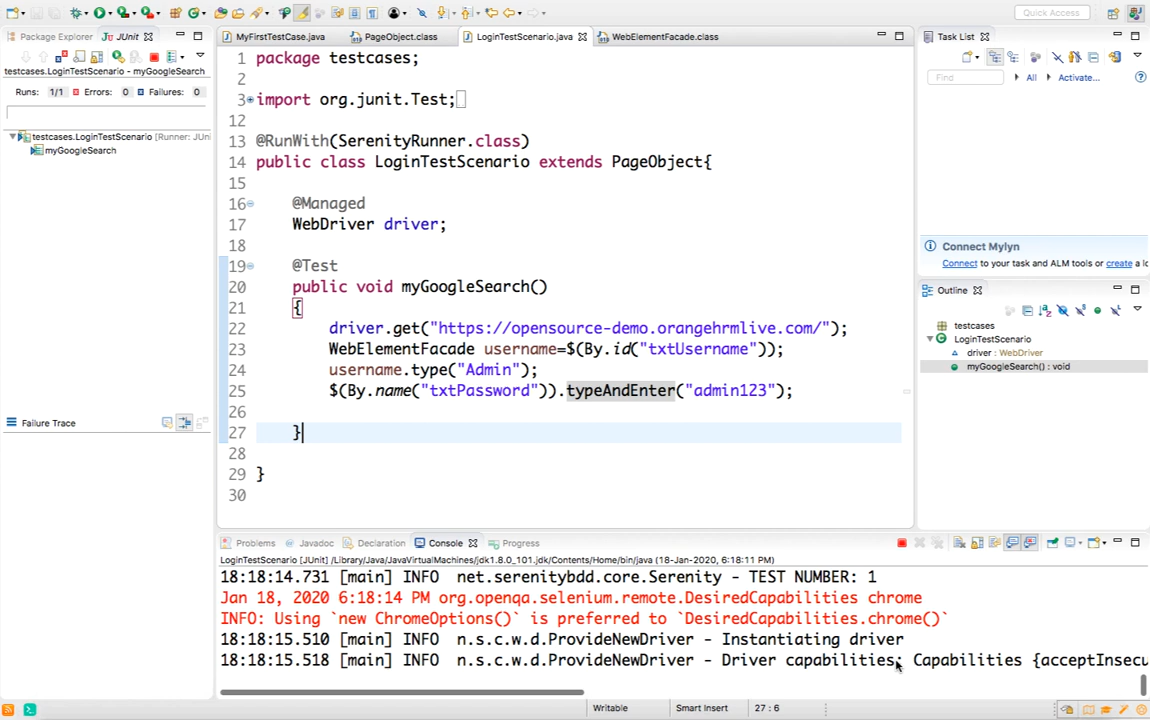 Quick Access
Package Explorer JUnit
testcases.LoginTestScenario - myGoogleSearch
Runs: 1/1 Errors: 0 Failures: 0
testcases.LoginTestScenario [Runner: JUni
myGoogleSearch
Failure Trace
MyFirstTestCase.java PageObject.class LoginTestScenario.java WebElementFacade.class
1 package testcases;
2
3 import org.junit.Test;
12
13 @RunWith(SerenityRunner.class)
14 public class LoginTestScenario extends PageObject{
15
16 @Managed
17 WebDriver driver;
18
19 @Test
20 public void myGoogleSearch()
21 {
22 driver.get("https://opensource-demo.orangehrmlive.com/");
23 WebElementFacade username=$(By.id("txtUsername"));
24 username.type("Admin");
25 $(By.name("txtPassword")).typeAndEnter("admin123");
26
27 }
28
29 }
30
Task List
Find All Activate...
Connect Mylyn
Connect to your task and ALM tools or create a lo
Outline
testcases
LoginTestScenario
driver : WebDriver
myGoogleSearch() : void
Problems Javadoc Declaration Console Progress
LoginTestScenario [JUnit] /Library/Java/JavaVirtualMachines/jdk1.8.0_101.jdk/Contents/Home/bin/java (18-Jan-2020, 6:18:11 PM)
18:18:14.731 [main] INFO net.serenitybdd.core.Serenity - TEST NUMBER: 1
Jan 18, 2020 6:18:14 PM org.openqa.selenium.remote.DesiredCapabilities chrome
INFO: Using `new ChromeOptions()` is preferred to `DesiredCapabilities.chrome()`
18:18:15.510 [main] INFO n.s.c.w.d.ProvideNewDriver - Instantiating driver
18:18:15.518 [main] INFO n.s.c.w.d.ProvideNewDriver - Driver capabilities: Capabilities {acceptInsecu
Writable Smart Insert 27 : 6